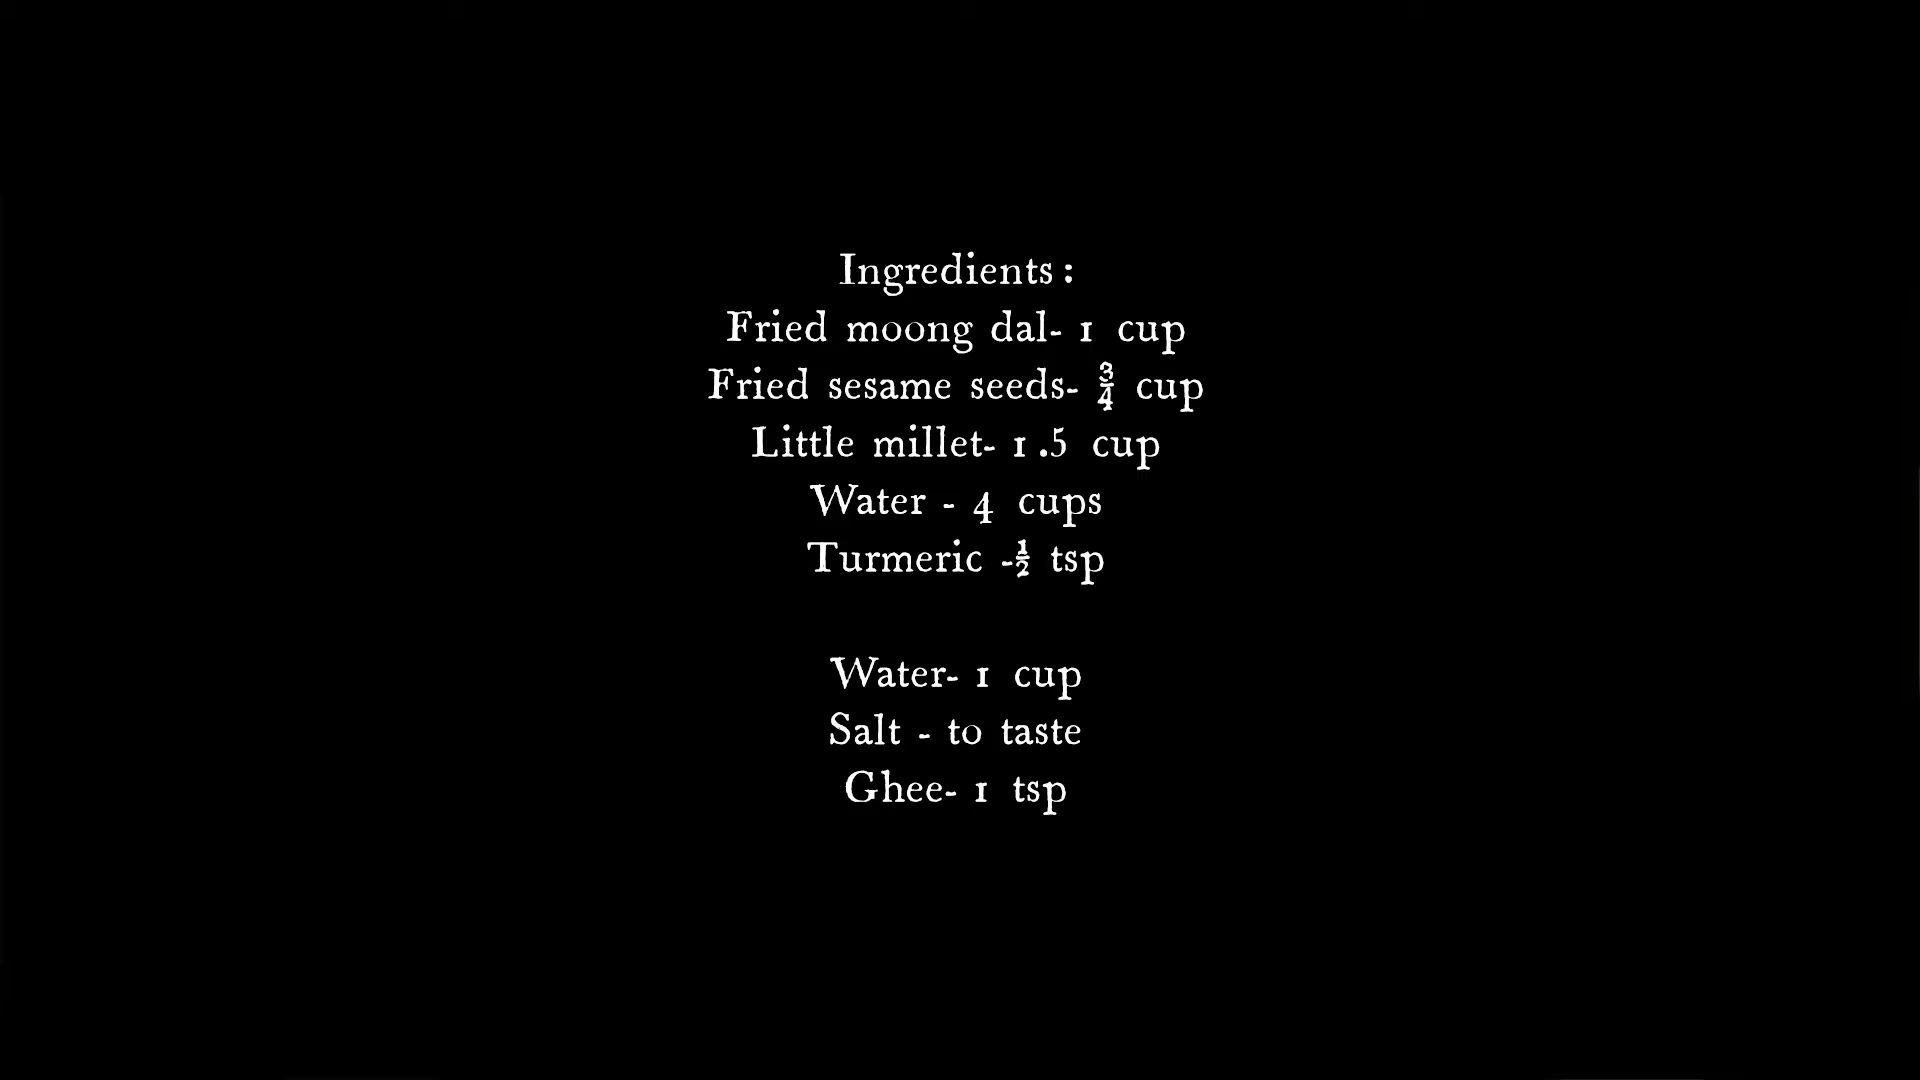 Ingredients:
Fried moong dal- 1 cup
Fried sesame seeds- ¾ cup
Little millet- 1.5 cup
Water - 4 cups
Turmeric -½ tsp
Water- 1 cup
Salt - to taste
Ghee- 1 tsp